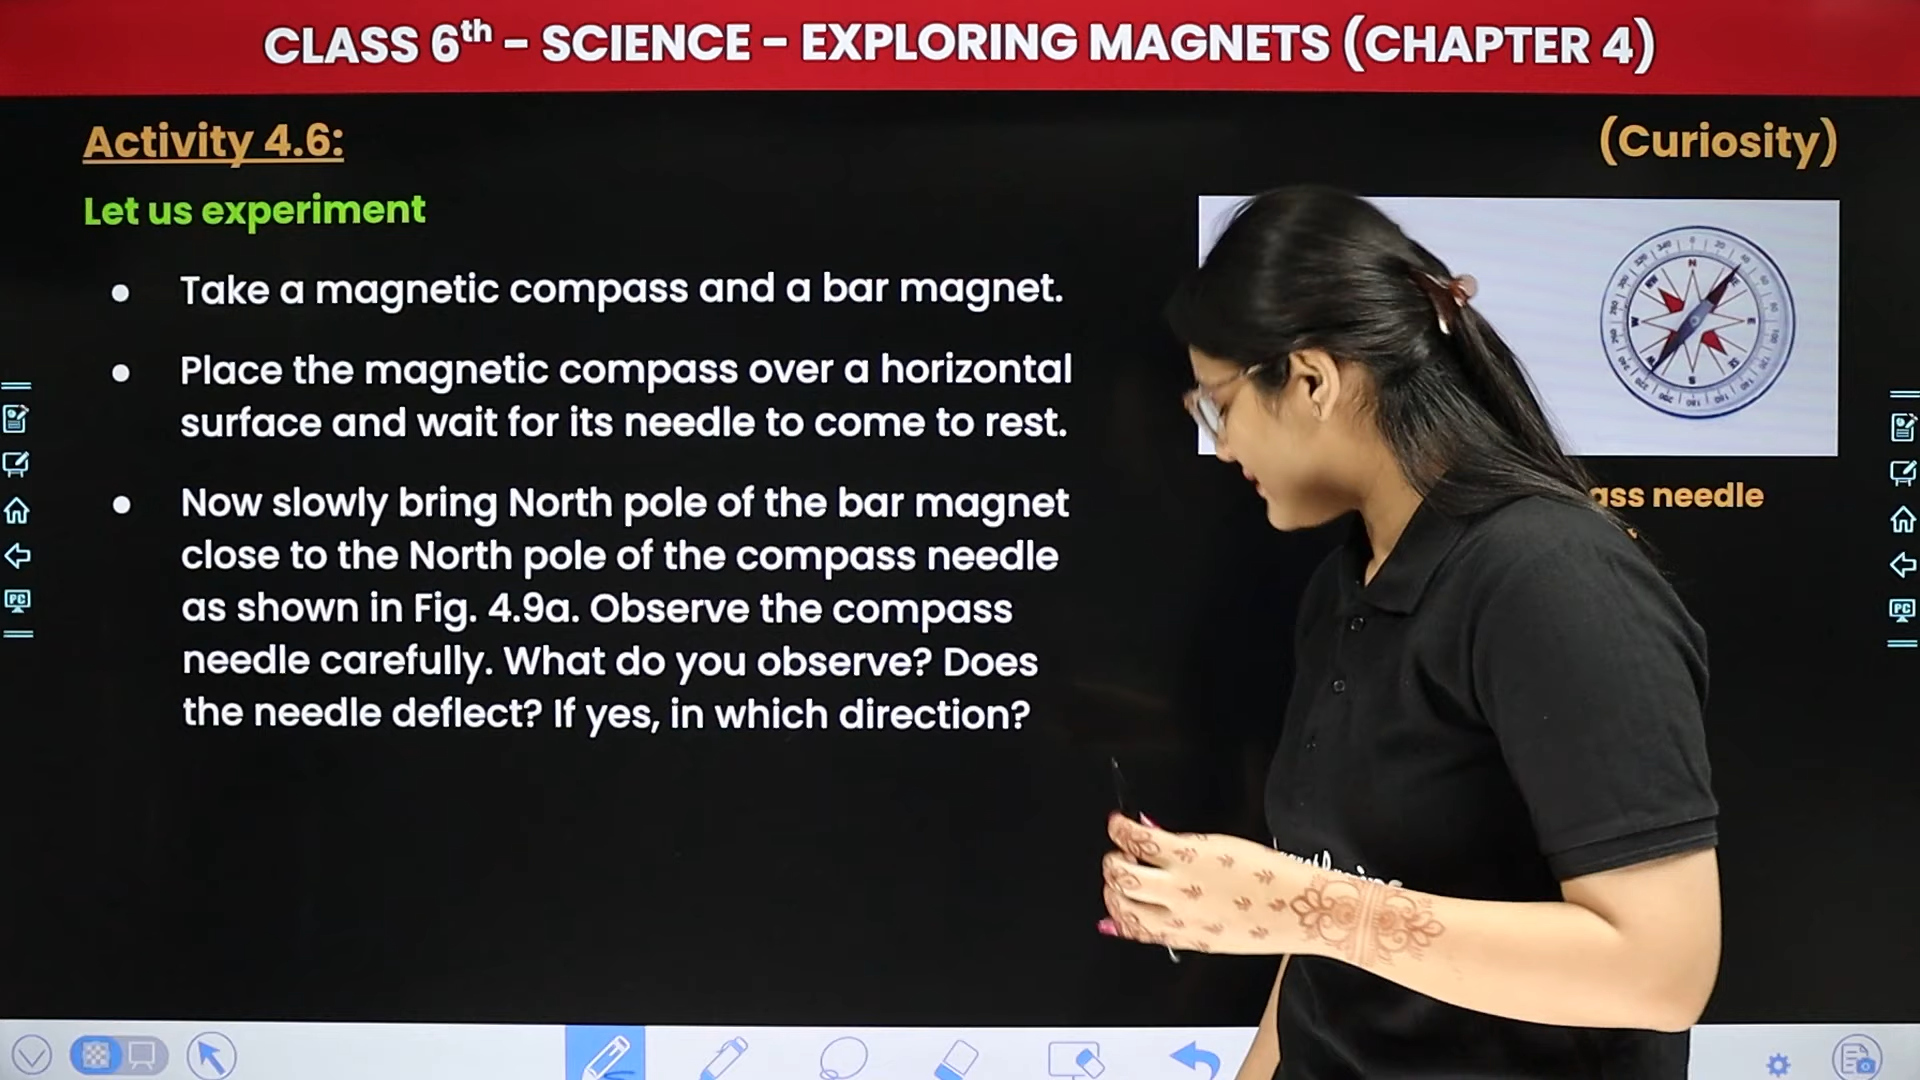 CLASS 6th - SCIENCE - EXPLORING MAGNETS (CHAPTER 4)
Activity 4.6:
(Curiosity)
Let us experiment
Take a magnetic compass and a bar magnet.
Place the magnetic compass over a horizontal
surface and wait for its needle to come to rest.
Now slowly bring North pole of the bar magnet
close to the North pole of the compass needle
as shown in Fig. 4.9a. Observe the compass
needle carefully. What do you observe? Does
the needle deflect? If yes, in which direction?
needle
N
E
S
W
PC
PC